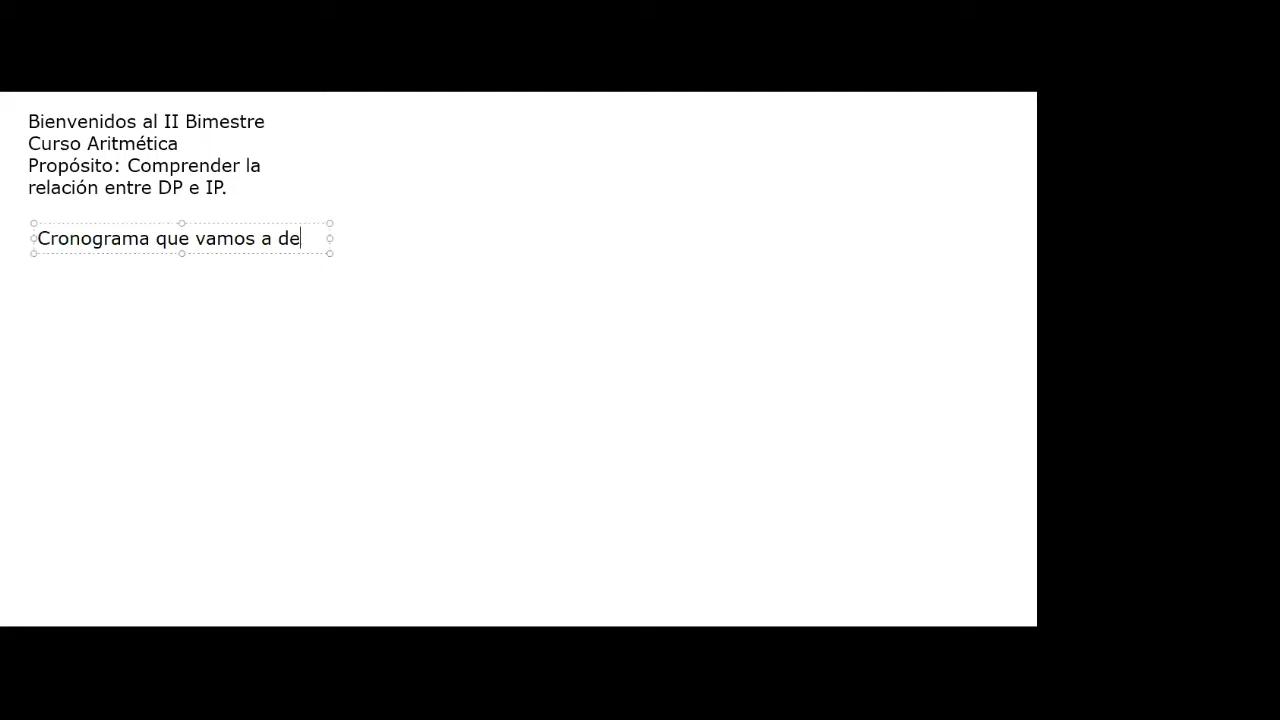 Bienvenidos al II Bimestre
Curso Aritmética
Propósito: Comprender la
relación entre DP e IP.
Cronograma que vamos a de